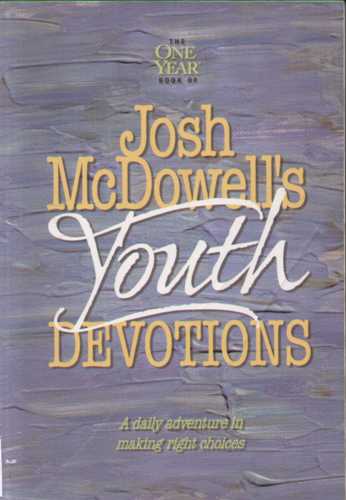 THE
ONE
YEAR®
BOOK OF
Josh
McDowell's
Youth
DEVOTIONS
A daily adventure in
making right choices